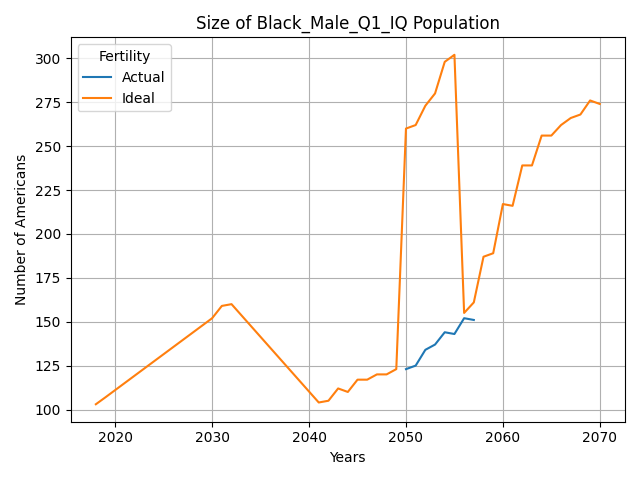 Size of Black_Male_Q1_IQ Population
Fertility
Actual
Ideal
Number of Americans
300
275
250
225
200
175
150
125
100
2020
2030
2040
2050
2060
2070
Years